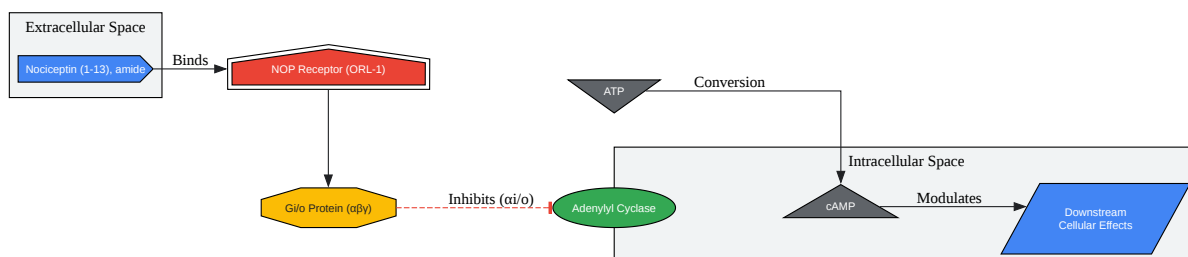 Extracellular Space
Nociceptin (1-13), amide
Binds
NOP Receptor (ORL-1)
ATP
Conversion
Intracellular Space
Gi/o Protein (αβγ)
Inhibits (αi/o)
Adenylyl Cyclase
cAMP
Modulates
Downstream
Cellular Effects